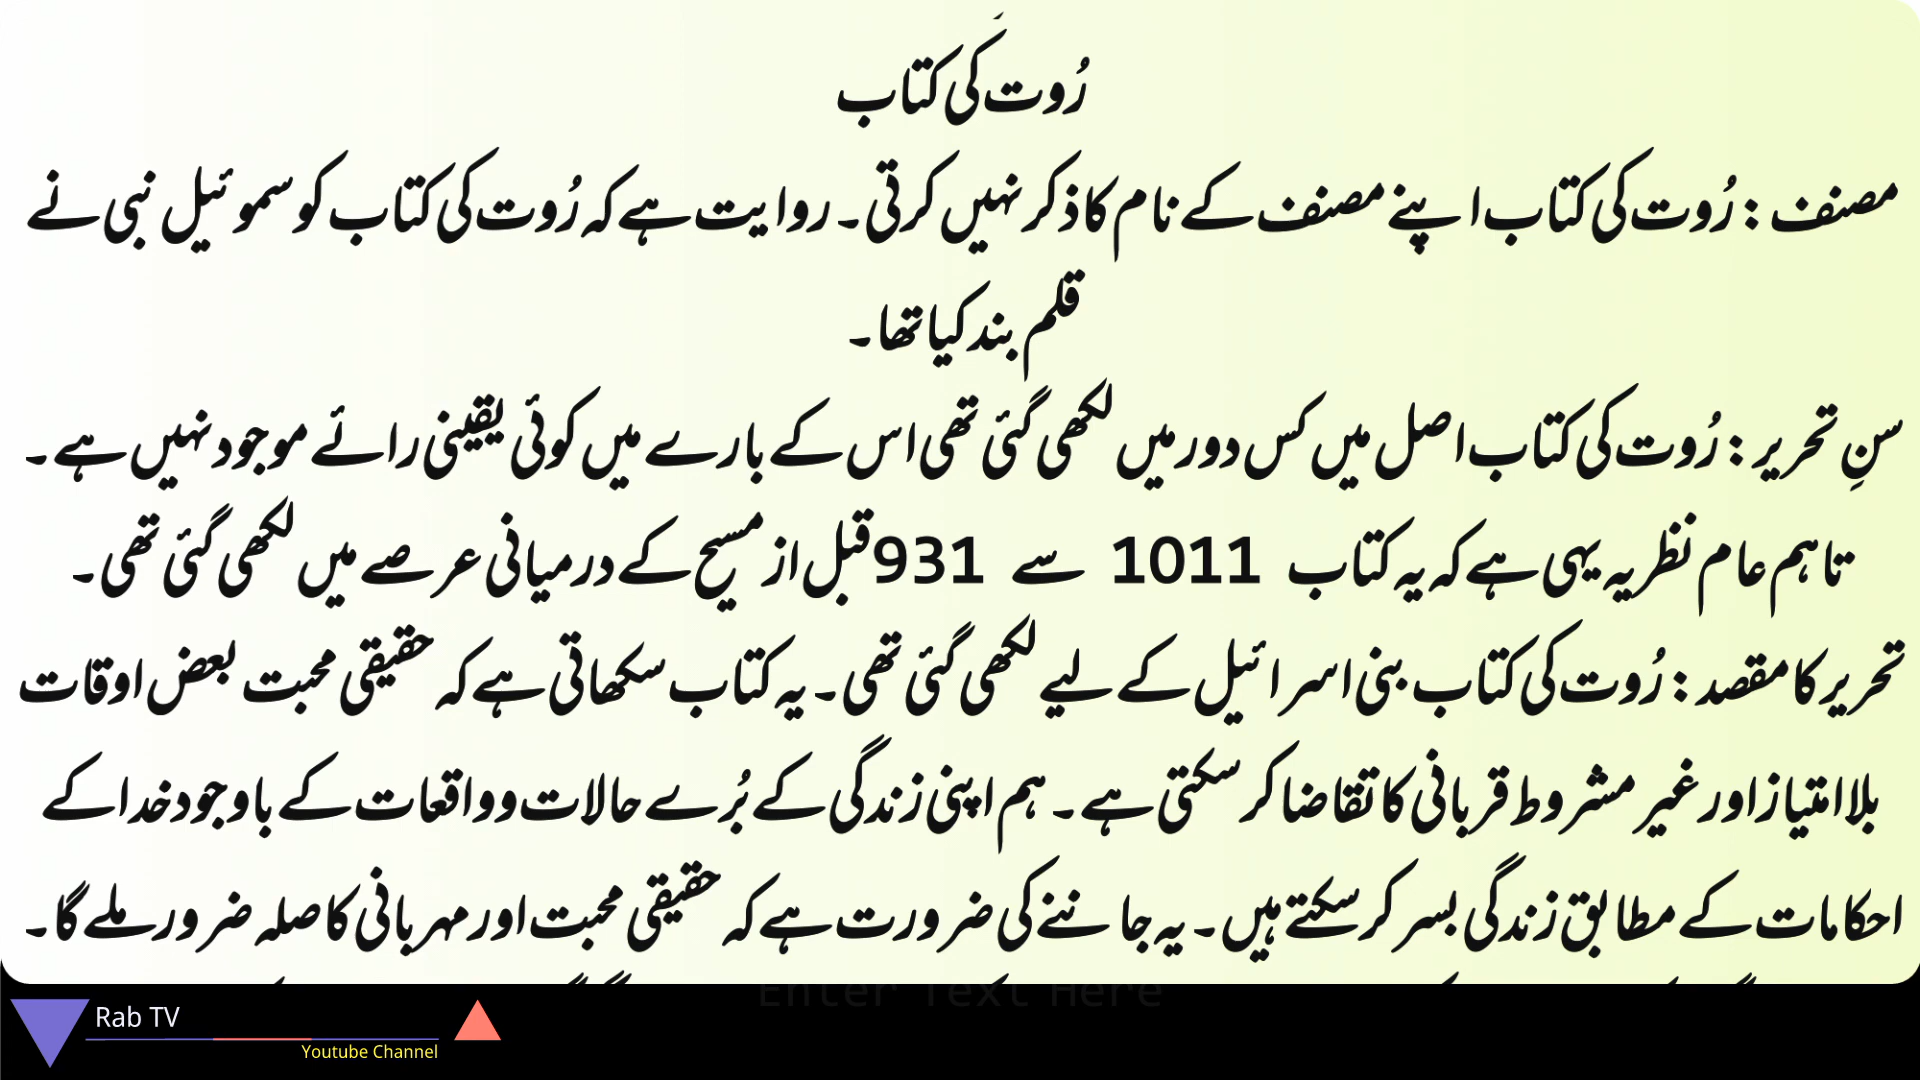 رُوت کی کتاب
مصنف : رُوت کی کتاب اپنے مصنف کے نام کا ذکر نہیں کرتی۔ روایت ہے کہ رُوت کی کتاب کو سموئیل نبی نے
قلم بند کیا تھا۔
سنِ تحریر : رُوت کی کتاب اصل میں کس دور میں لکھی گئی تھی اس کے بارے میں کوئی یقینی رائے موجود نہیں ہے۔
تاہم عام نظریہ یہی ہے کہ یہ کتاب 1011 سے 931 قبل از مسیح کے درمیانی عرصے میں لکھی گئی تھی۔
تحریر کا مقصد : رُوت کی کتاب بنی اسرائیل کے لیے لکھی گئی تھی۔ یہ کتاب سکھاتی ہے کہ حقیقی محبت بعض اوقات
بلا امتیاز اور غیر مشروط قربانی کا تقاضا کر سکتی ہے۔ ہم اپنی زندگی کے بُرے حالات و واقعات کے باوجود خدا کے
احکامات کے مطابق زندگی بسر کر سکتے ہیں۔ یہ جاننے کی ضرورت ہے کہ حقیقی محبت اور مہربانی کا صلہ ضرور ملے گا۔
Enter Text Here
Rab TV
Youtube Channel